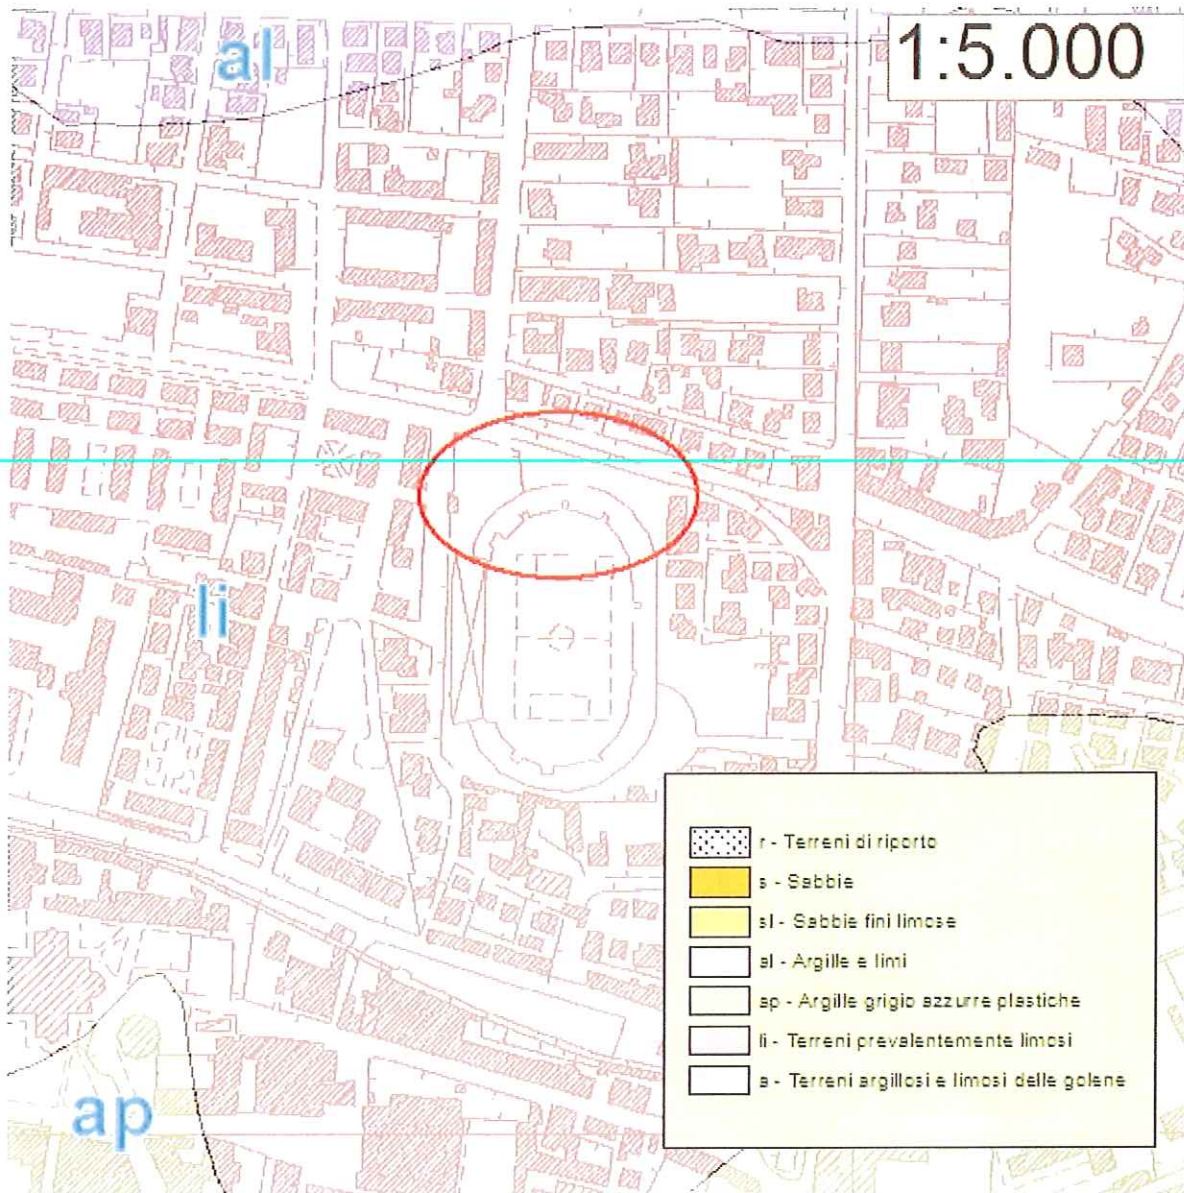 al
1:5.000
li
r - Terreni di riporto
s - Sabbie
sl - Sabbie fini limose
al - Argille e limi
ap - Argille grigio azzurre plastiche
li - Terreni prevalentemente limosi
a - Terreni argillosi e limosi delle golene
ap